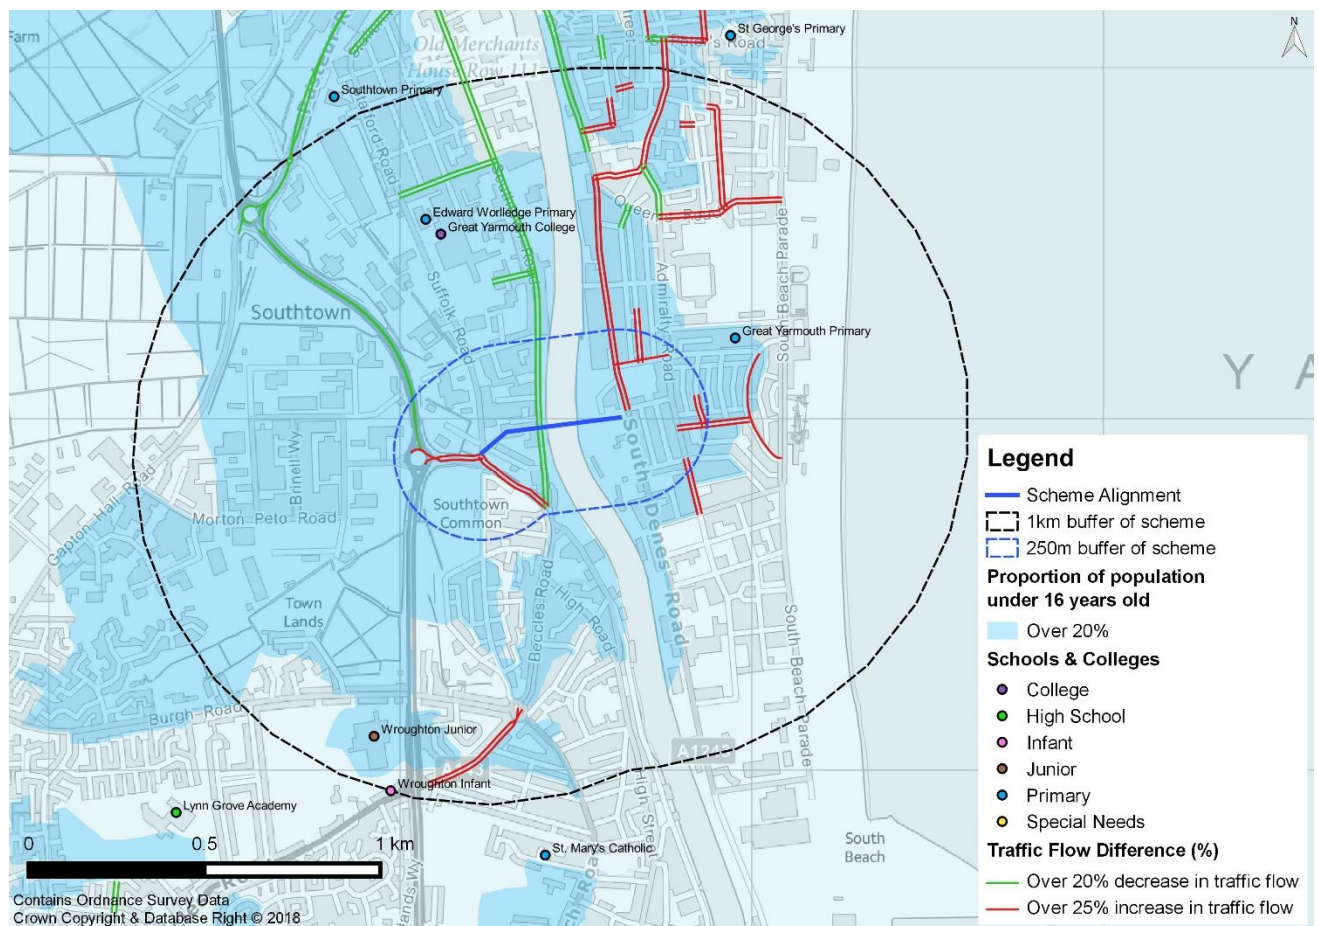 Farm
Old Merchants
House Row 111
St George's Primary
N
Southtown Primary
Stafford Road
Edward Worlledge Primary
Great Yarmouth College
Queen's Road
Southtown
Suffolk Road
Admiralty Road
South Beach Parade
Great Yarmouth Primary
Y A
Gapton Hall Road
Brinell Wy
Morton Peto Road
Southtown
Common
South Denes Road
Town
Lands
Beccles Road
High Road
South Beach Parade
Burgh Road
Wroughton Junior
A1243
Wroughton Infant
Lynn Grove Academy
High Street
St. Mary's Catholic
South
Beach
0 0.5 1 km
Contains Ordnance Survey Data
Crown Copyright & Database Right © 2018
Legend
Scheme Alignment
1km buffer of scheme
250m buffer of scheme
Proportion of population
under 16 years old
Over 20%
Schools & Colleges
College
High School
Infant
Junior
Primary
Special Needs
Traffic Flow Difference (%)
Over 20% decrease in traffic flow
Over 25% increase in traffic flow